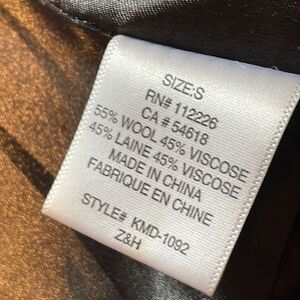 SIZE:S
RN# 112226
CA # 54618
55% WOOL 45% VISCOSE
45% LAINE 45% VISCOSE
MADE IN CHINA
FABRIQUE EN CHINE
STYLE# KMD-1092
Z&H